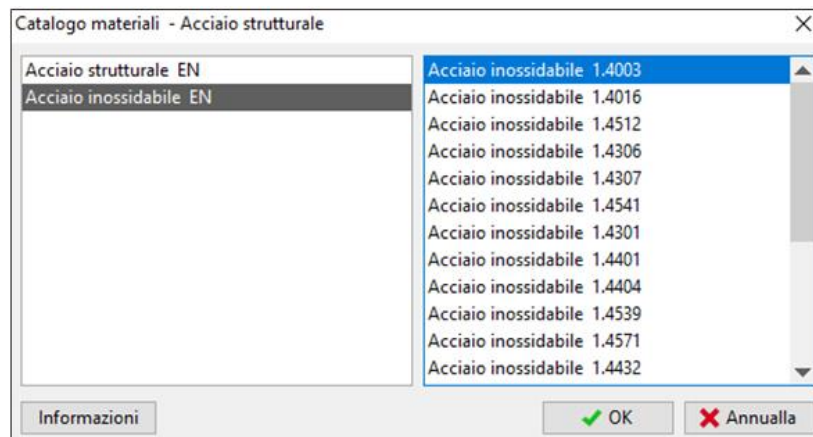 Catalogo materiali - Acciaio strutturale
Acciaio strutturale EN
Acciaio inossidabile EN
Acciaio inossidabile 1.4003
Acciaio inossidabile 1.4016
Acciaio inossidabile 1.4512
Acciaio inossidabile 1.4306
Acciaio inossidabile 1.4307
Acciaio inossidabile 1.4541
Acciaio inossidabile 1.4301
Acciaio inossidabile 1.4401
Acciaio inossidabile 1.4404
Acciaio inossidabile 1.4539
Acciaio inossidabile 1.4571
Acciaio inossidabile 1.4432
Informazioni
OK
Annualla